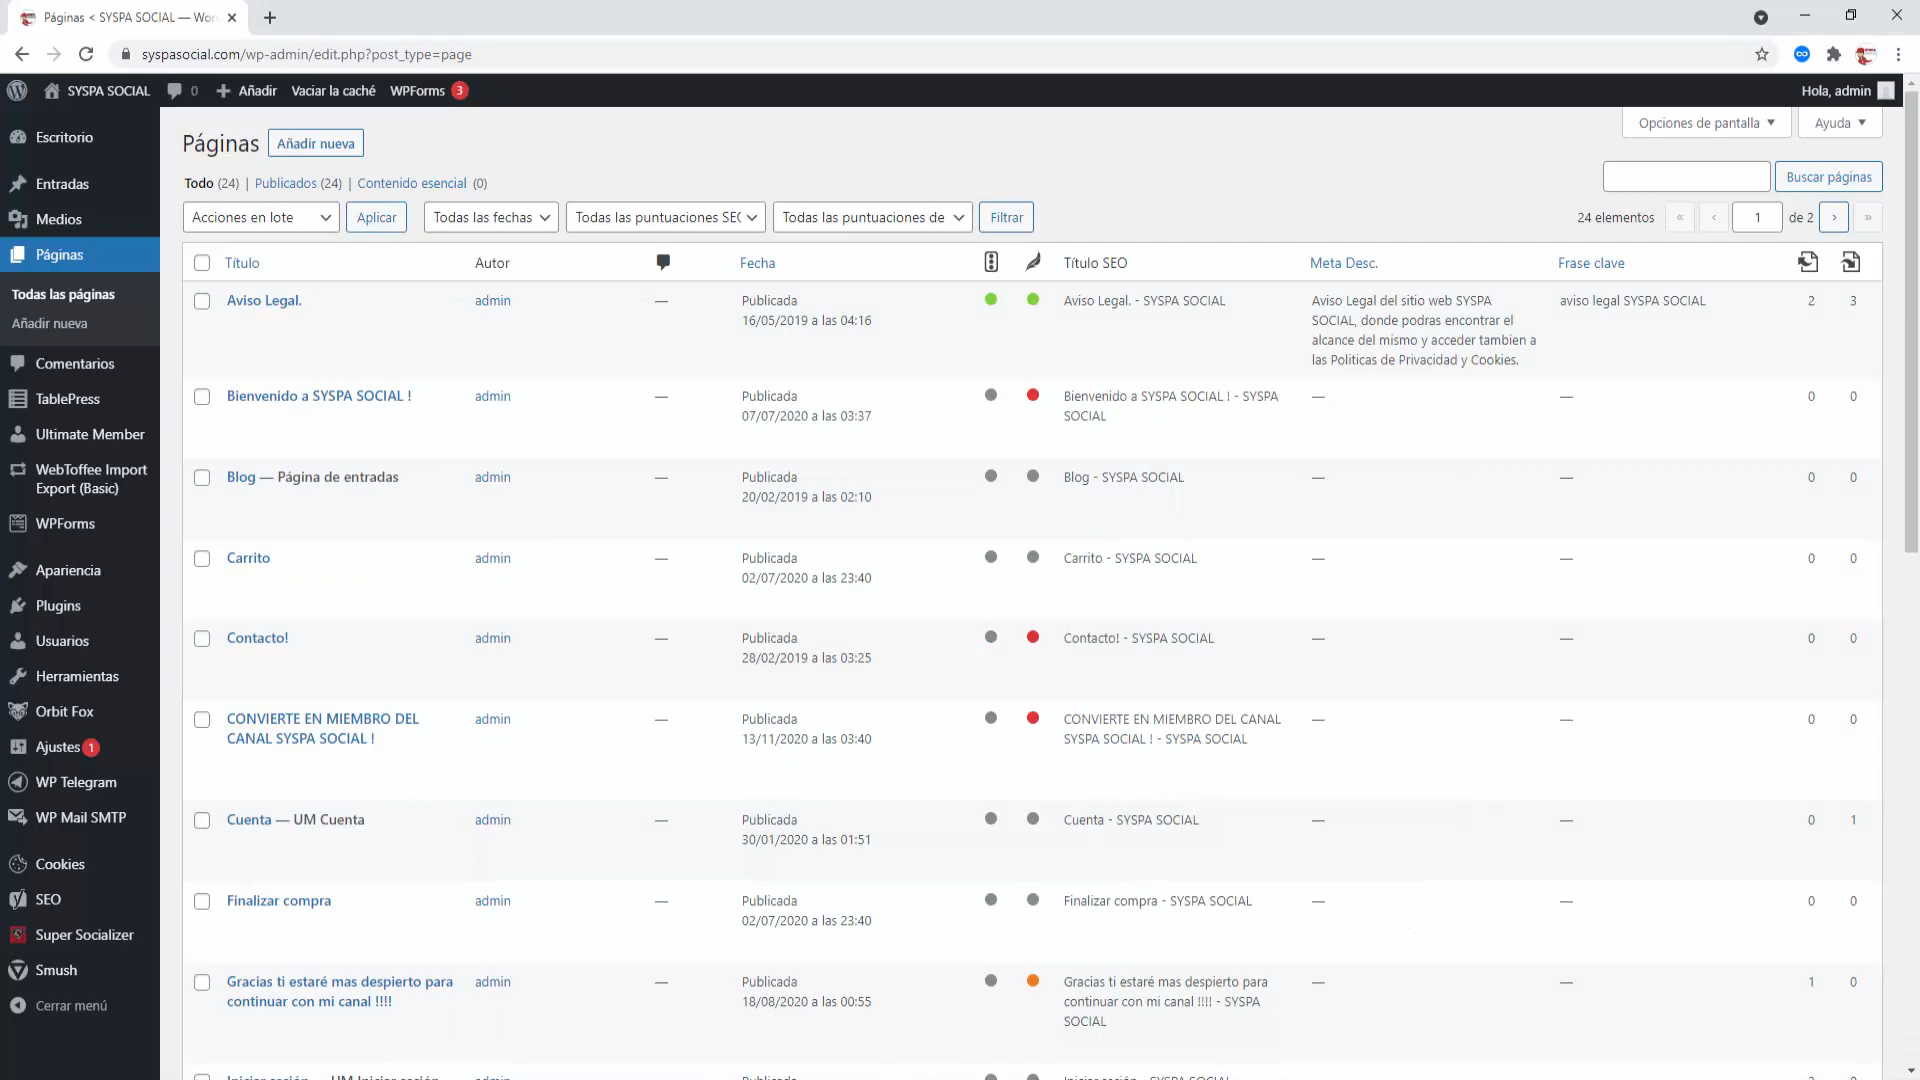 Páginas < SYSPA SOCIAL — Wor
syspasocial.com/wp-admin/edit.php?post_type=page
SYSPA SOCIAL 0 Añadir Vaciar la caché WPForms 3 Hola, admin
Escritorio
Entradas
Medios
Páginas
Todas las páginas
Añadir nueva
Comentarios
TablePress
Ultimate Member
WebToffee Import
Export (Basic)
WPForms
Apariencia
Plugins
Usuarios
Herramientas
Orbit Fox
Ajustes 1
WP Telegram
WP Mail SMTP
Cookies
SEO
Super Socializer
Smush
Cerrar menú
Opciones de pantalla Ayuda
Páginas Añadir nueva
Todo (24) | Publicados (24) | Contenido esencial (0)
Buscar páginas
Acciones en lote Aplicar Todas las fechas Todas las puntuaciones SE( Todas las puntuaciones de Filtrar 24 elementos « ‹ 1 de 2 › »
Título Autor Fecha Título SEO Meta Desc. Frase clave
Aviso Legal. admin — Publicada Aviso Legal. - SYSPA SOCIAL Aviso Legal del sitio web SYSPA aviso legal SYSPA SOCIAL 2 3
16/05/2019 a las 04:16 SOCIAL, donde podras encontrar el
alcance del mismo y acceder tambien a
las Politicas de Privacidad y Cookies.
Bienvenido a SYSPA SOCIAL ! admin — Publicada Bienvenido a SYSPA SOCIAL ! - SYSPA — — 0 0
07/07/2020 a las 03:37 SOCIAL
Blog — Página de entradas admin — Publicada Blog - SYSPA SOCIAL — — 0 0
20/02/2019 a las 02:10
Carrito admin — Publicada Carrito - SYSPA SOCIAL — — 0 0
02/07/2020 a las 23:40
Contacto! admin — Publicada Contacto! - SYSPA SOCIAL — — 0 0
28/02/2019 a las 03:25
CONVIERTE EN MIEMBRO DEL admin — Publicada CONVIERTE EN MIEMBRO DEL CANAL — — 0 0
CANAL SYSPA SOCIAL ! 13/11/2020 a las 03:40 SYSPA SOCIAL ! - SYSPA SOCIAL
Cuenta — UM Cuenta admin — Publicada Cuenta - SYSPA SOCIAL — — 0 1
30/01/2020 a las 01:51
Finalizar compra admin — Publicada Finalizar compra - SYSPA SOCIAL — — 0 0
02/07/2020 a las 23:40
Gracias ti estaré mas despierto para admin — Publicada Gracias ti estaré mas despierto para — — 1 0
continuar con mi canal !!!! 18/08/2020 a las 00:55 continuar con mi canal !!!! - SYSPA
SOCIAL